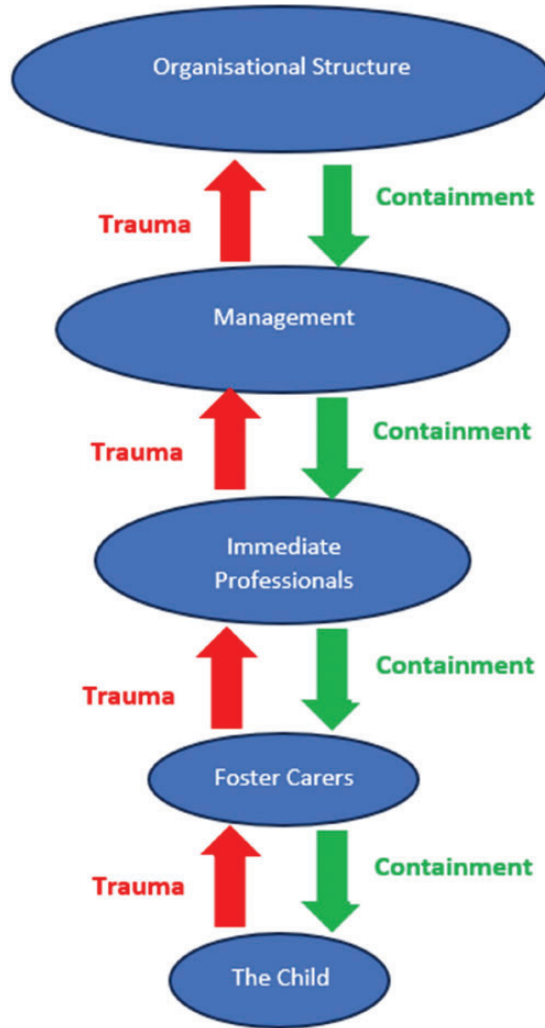 Organisational Structure
Trauma
Containment
Management
Trauma
Containment
Immediate
Professionals
Trauma
Containment
Foster Carers
Trauma
Containment
The Child